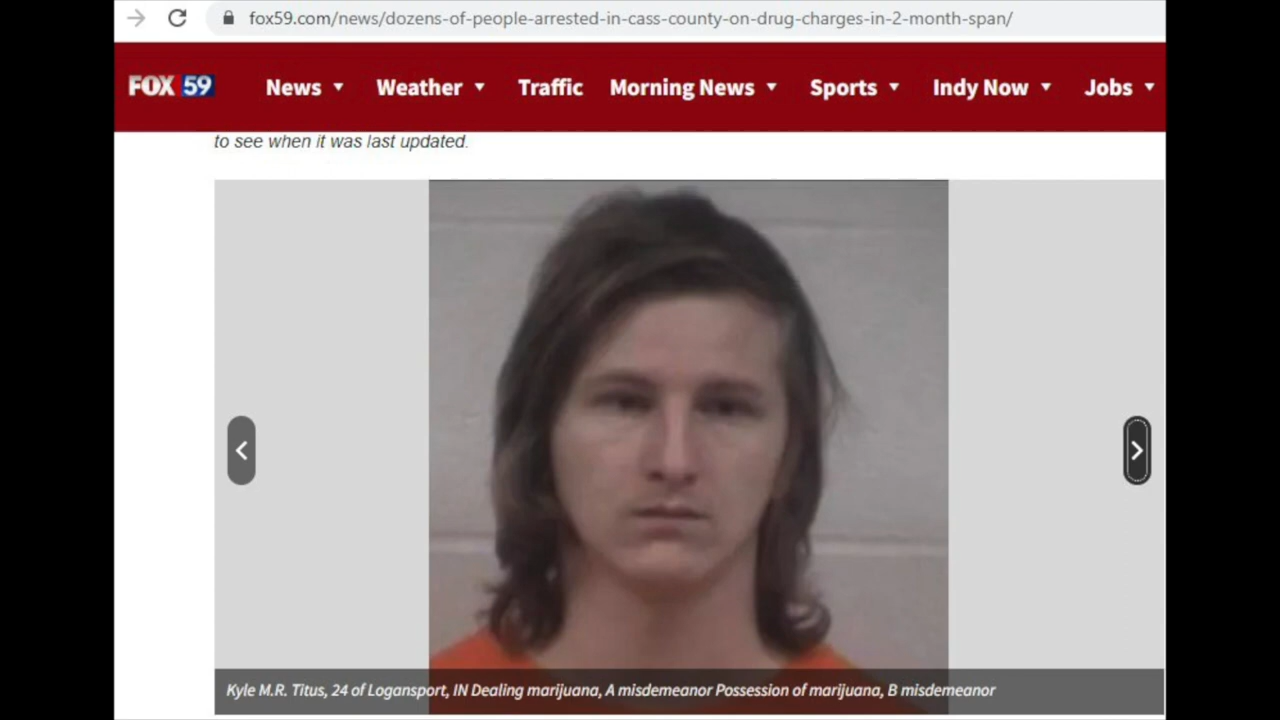 fox59.com/news/dozens-of-people-arrested-in-cass-county-on-drug-charges-in-2-month-span/
FOX 59 News Weather Traffic Morning News Sports Indy Now Jobs
to see when it was last updated.
Kyle M.R. Titus, 24 of Logansport, IN Dealing marijuana, A misdemeanor Possession of marijuana, B misdemeanor